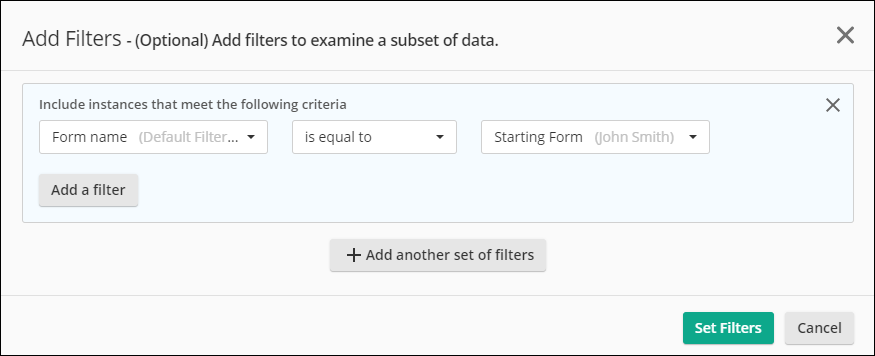 Add Filters - (Optional) Add filters to examine a subset of data.
Include instances that meet the following criteria
Form name (Default Filter... is equal to Starting Form (John Smith)
Add a filter
Add another set of filters
Set Filters Cancel